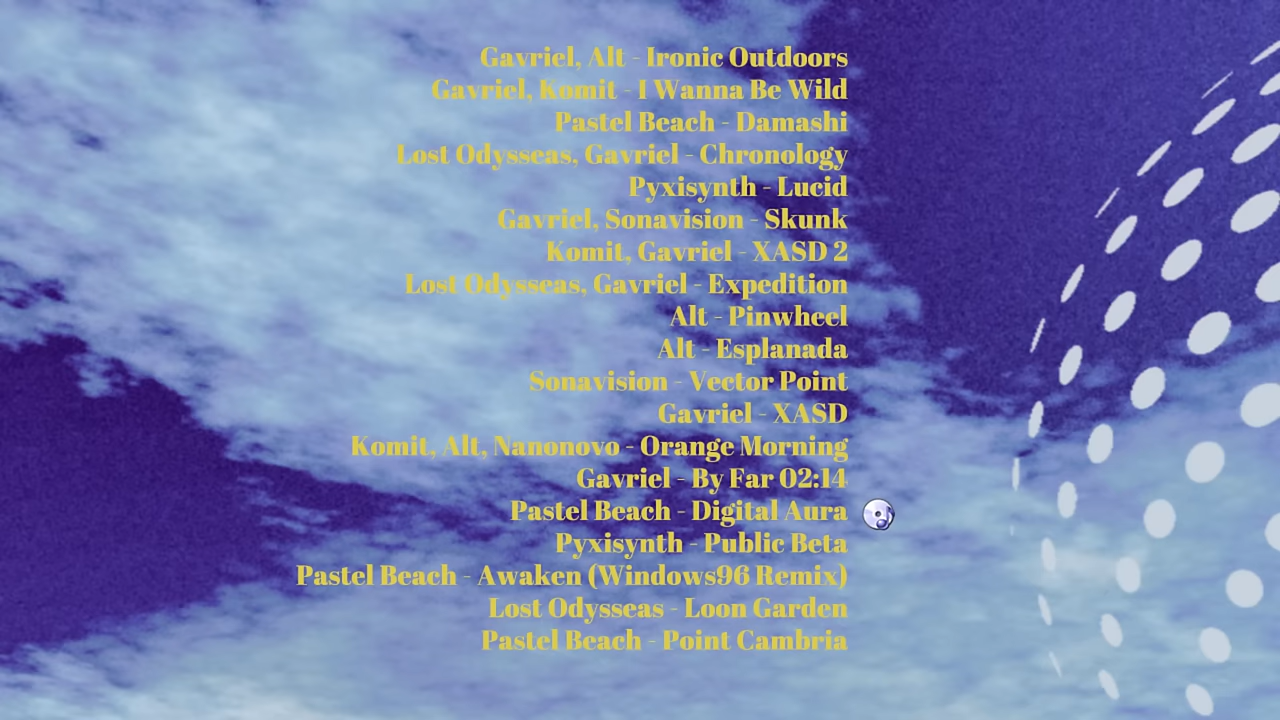 Gavriel, Alt - Ironic Outdoors
Gavriel, Komit - I Wanna Be Wild
Pastel Beach - Damashi
Lost Odysseas, Gavriel - Chronology
Pyxisynth - Lucid
Gavriel, Sonavision - Skunk
Komit, Gavriel - XASD 2
Lost Odysseas, Gavriel - Expedition
Alt - Pinwheel
Alt - Esplanada
Sonavision - Vector Point
Gavriel - XASD
Komit, Alt, Nanonovo - Orange Morning
Gavriel - By Far 02:14
Pastel Beach - Digital Aura
Pyxisynth - Public Beta
Pastel Beach - Awaken (Windows96 Remix)
Lost Odysseas - Loon Garden
Pastel Beach - Point Cambria